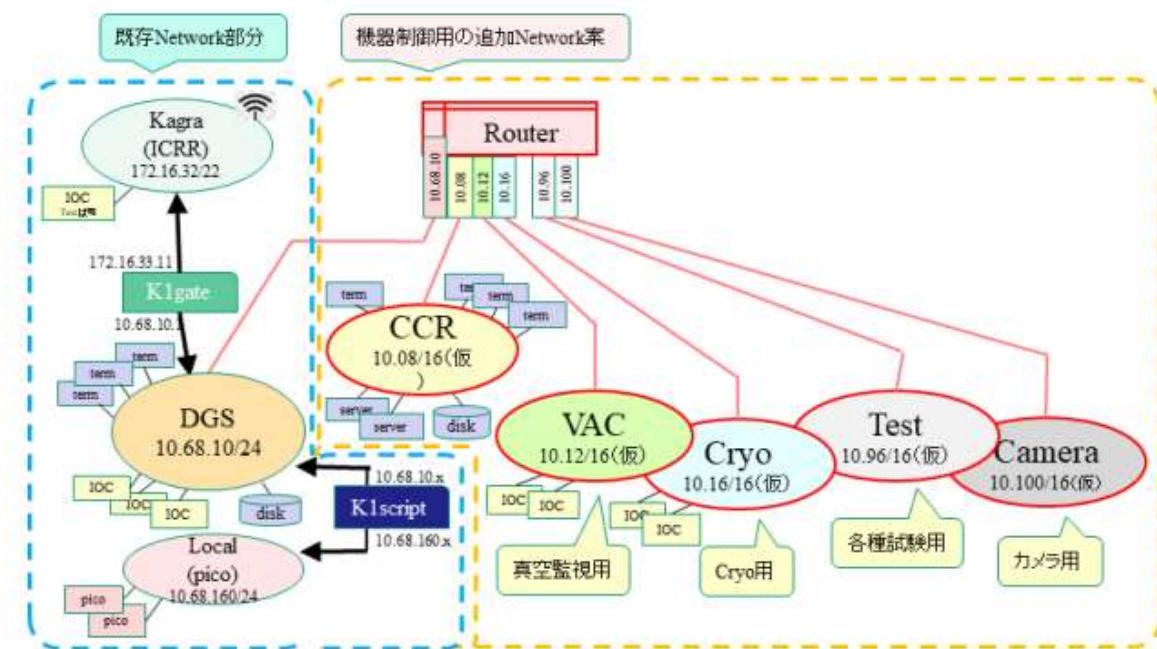 既存Network部分
機器制御用の追加Network案
Kagra
(ICRR)
172.16.32/22
IOC
172.16.33.11
K1gate
10.68.10.1
term
term
term
DGS
10.68.10/24
IOC
IOC
IOC
disk
10.68.10.x
K1script
10.68.160.x
Local
(pico)
10.68.160/24
pico
pico
Router
10.68.10
10.08
10.12
10.16
10.96
10.100
term
term
term
term
CCR
10.08/16(仮
)
server
server
disk
VAC
10.12/16(仮)
IOC
IOC
真空監視用
Cryo
10.16/16(仮)
IOC
IOC
Cryo用
Test
10.96/16(仮)
各種試験用
Camera
10.100/16(仮)
カメラ用